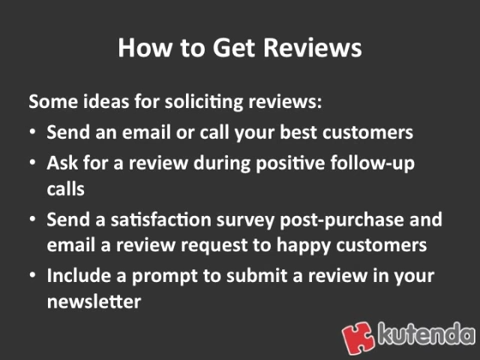 How to Get Reviews
Some ideas for soliciting reviews:
• Send an email or call your best customers
• Ask for a review during positive follow-up
calls
• Send a satisfaction survey post-purchase and
email a review request to happy customers
• Include a prompt to submit a review in your
newsletter
kutenda